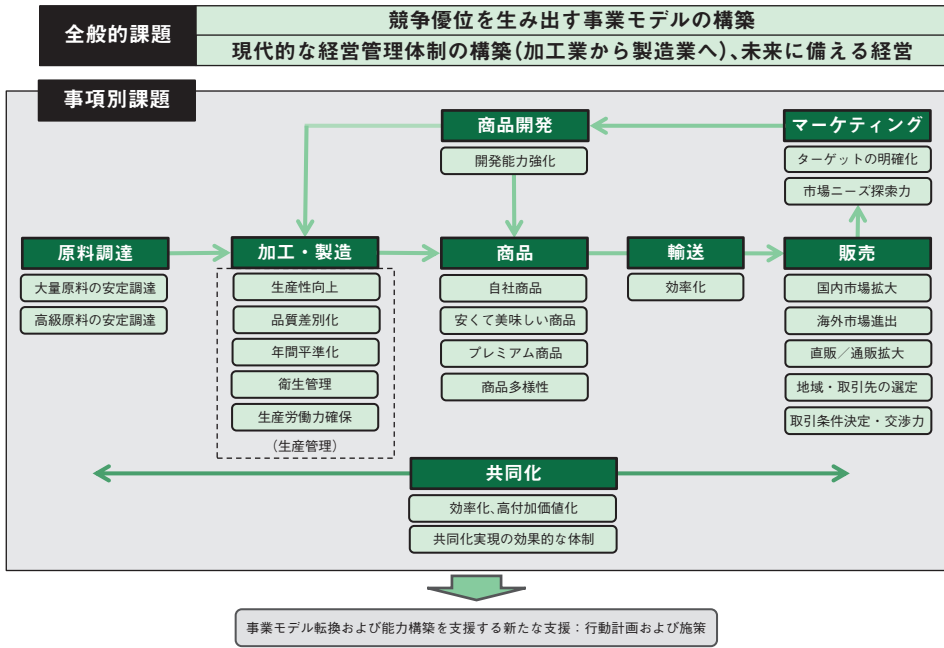 全般的課題
競争優位を生み出す事業モデルの構築
現代的な経営管理体制の構築(加工業から製造業へ)、未来に備える経営
事項別課題
商品開発
開発能力強化
マーケティング
ターゲットの明確化
市場ニーズ探索力
原料調達
大量原料の安定調達
高級原料の安定調達
加工・製造
生産性向上
品質差別化
年間平準化
衛生管理
生産労働力確保
(生産管理)
商品
自社商品
安くて美味しい商品
プレミアム商品
商品多様性
輸送
効率化
販売
国内市場拡大
海外市場進出
直販／通販拡大
地域・取引先の選定
取引条件決定・交渉力
共同化
効率化、高付加価値化
共同化実現の効果的な体制
事業モデル転換および能力構築を支援する新たな支援：行動計画および施策